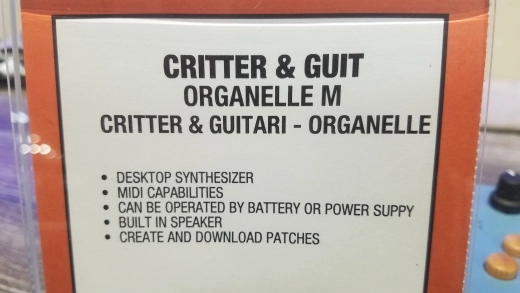 CRITTER & GUIT
ORGANELLE M
CRITTER & GUITARI - ORGANELLE
• DESKTOP SYNTHESIZER
• MIDI CAPABILITIES
• CAN BE OPERATED BY BATTERY OR POWER SUPPY
• BUILT IN SPEAKER
• CREATE AND DOWNLOAD PATCHES